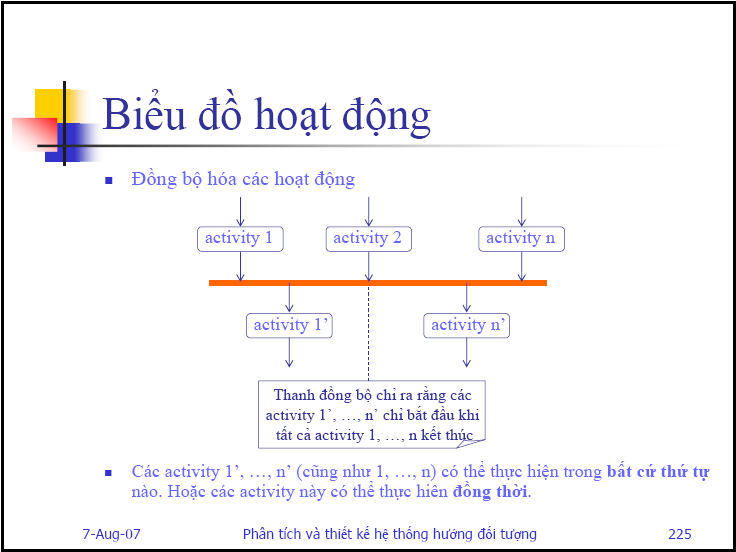 Biểu đồ hoạt động
Đồng bộ hóa các hoạt động
activity 1
activity 2
activity n
activity 1’
activity n’
Thanh đồng bộ chỉ ra rằng các
activity 1’, …, n’ chỉ bắt đầu khi
tất cả activity 1, …, n kết thúc
Các activity 1’, …, n’ (cũng như 1, …, n) có thể thực hiện trong bất cứ thứ tự
nào. Hoặc các activity này có thể thực hiên đồng thời.
7-Aug-07
Phân tích và thiết kế hệ thống hướng đối tượng
225